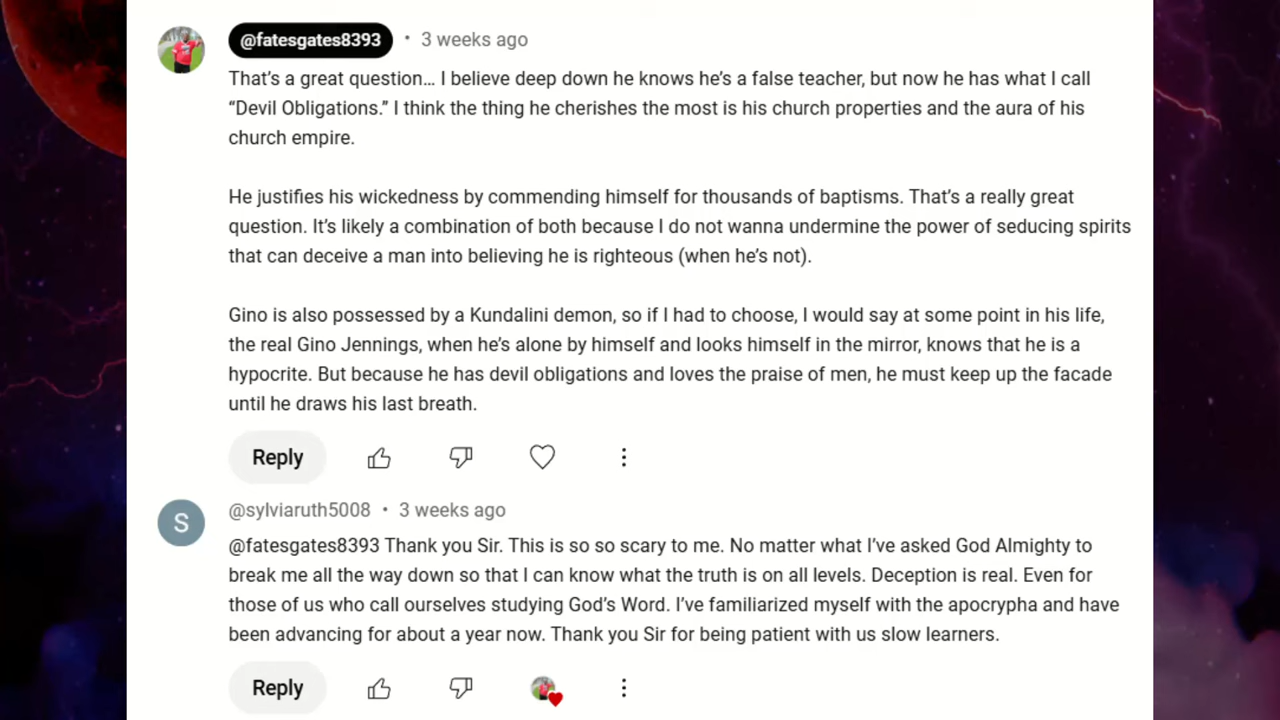 @fatesgates8393 • 3 weeks ago
That's a great question… I believe deep down he knows he's a false teacher, but now he has what I call
“Devil Obligations.” I think the thing he cherishes the most is his church properties and the aura of his
church empire.
He justifies his wickedness by commending himself for thousands of baptisms. That's a really great
question. It's likely a combination of both because I do not wanna undermine the power of seducing spirits
that can deceive a man into believing he is righteous (when he's not).
Gino is also possessed by a Kundalini demon, so if I had to choose, I would say at some point in his life,
the real Gino Jennings, when he's alone by himself and looks himself in the mirror, knows that he is a
hypocrite. But because he has devil obligations and loves the praise of men, he must keep up the facade
until he draws his last breath.
Reply
S
@sylviaruth5008 • 3 weeks ago
@fatesgates8393 Thank you Sir. This is so so scary to me. No matter what I've asked God Almighty to
break me all the way down so that I can know what the truth is on all levels. Deception is real. Even for
those of us who call ourselves studying God's Word. I've familiarized myself with the apocrypha and have
been advancing for about a year now. Thank you Sir for being patient with us slow learners.
Reply